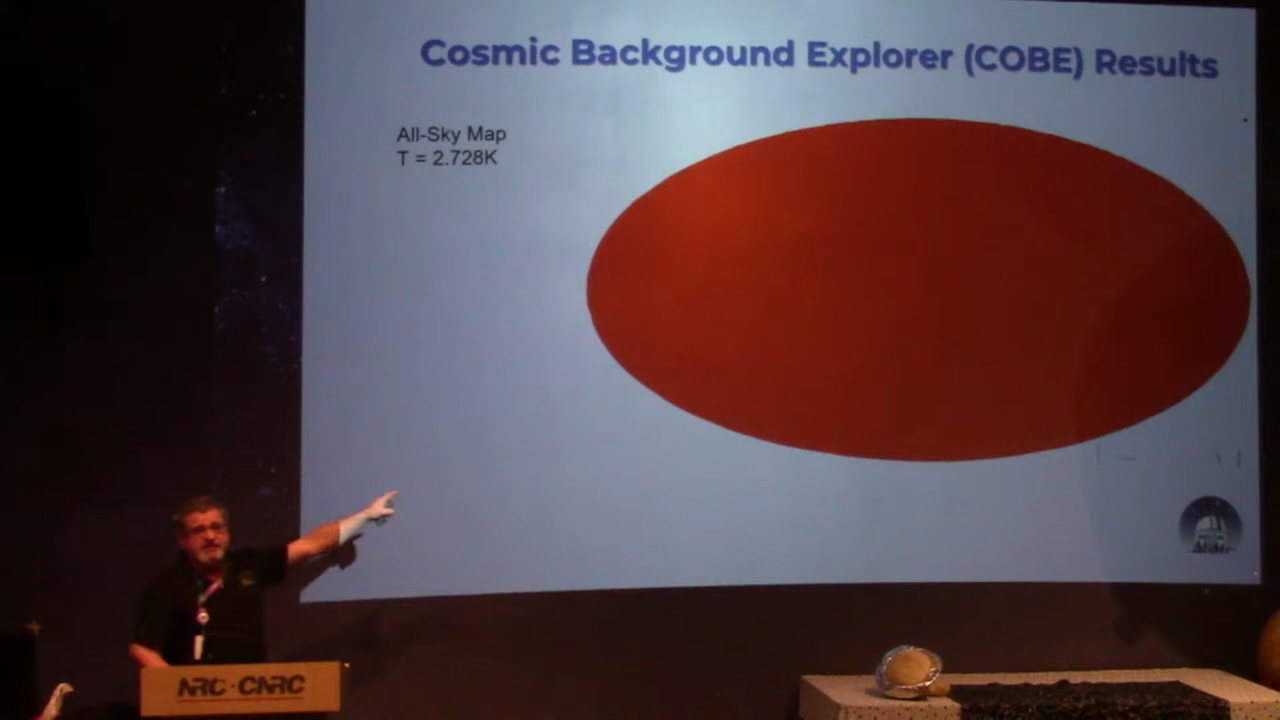 Cosmic Background Explorer (COBE) Results
All-Sky Map
T = 2.728K
NRC·CNRC